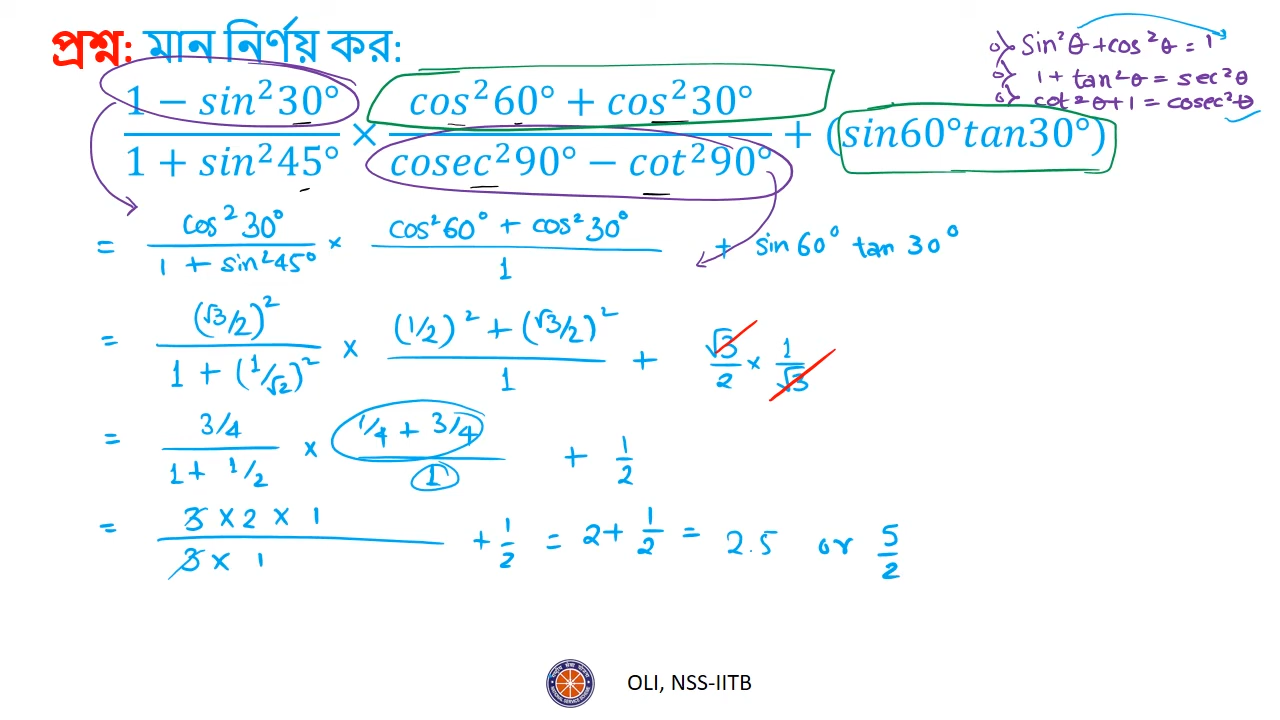 প্রশ্ন: মান নির্ণয় কর:
0) Sin²θ + cos²θ = 1
0) 1 + tan²θ = sec²θ
0) cot²θ + 1 = cosec²θ
1 − sin²30° / 1 + sin²45° × cos²60° + cos²30° / cosec²90° − cot²90° + (sin60°tan30°)
= cos²30° / 1 + sin²45° × cos²60° + cos²30° / 1 + sin 60° tan 30°
= (√3/2)² / 1 + (1/√2)² × (1/2)² + (√3/2)² / 1 + √3/2 × 1/√3
= 3/4 / 1 + 1/2 × 1/4 + 3/4 / 1 + 1/2
= 3 × 2 × 1 / 3 × 1 + 1/2 = 2 + 1/2 = 2.5 or 5/2
OLI, NSS-IITB